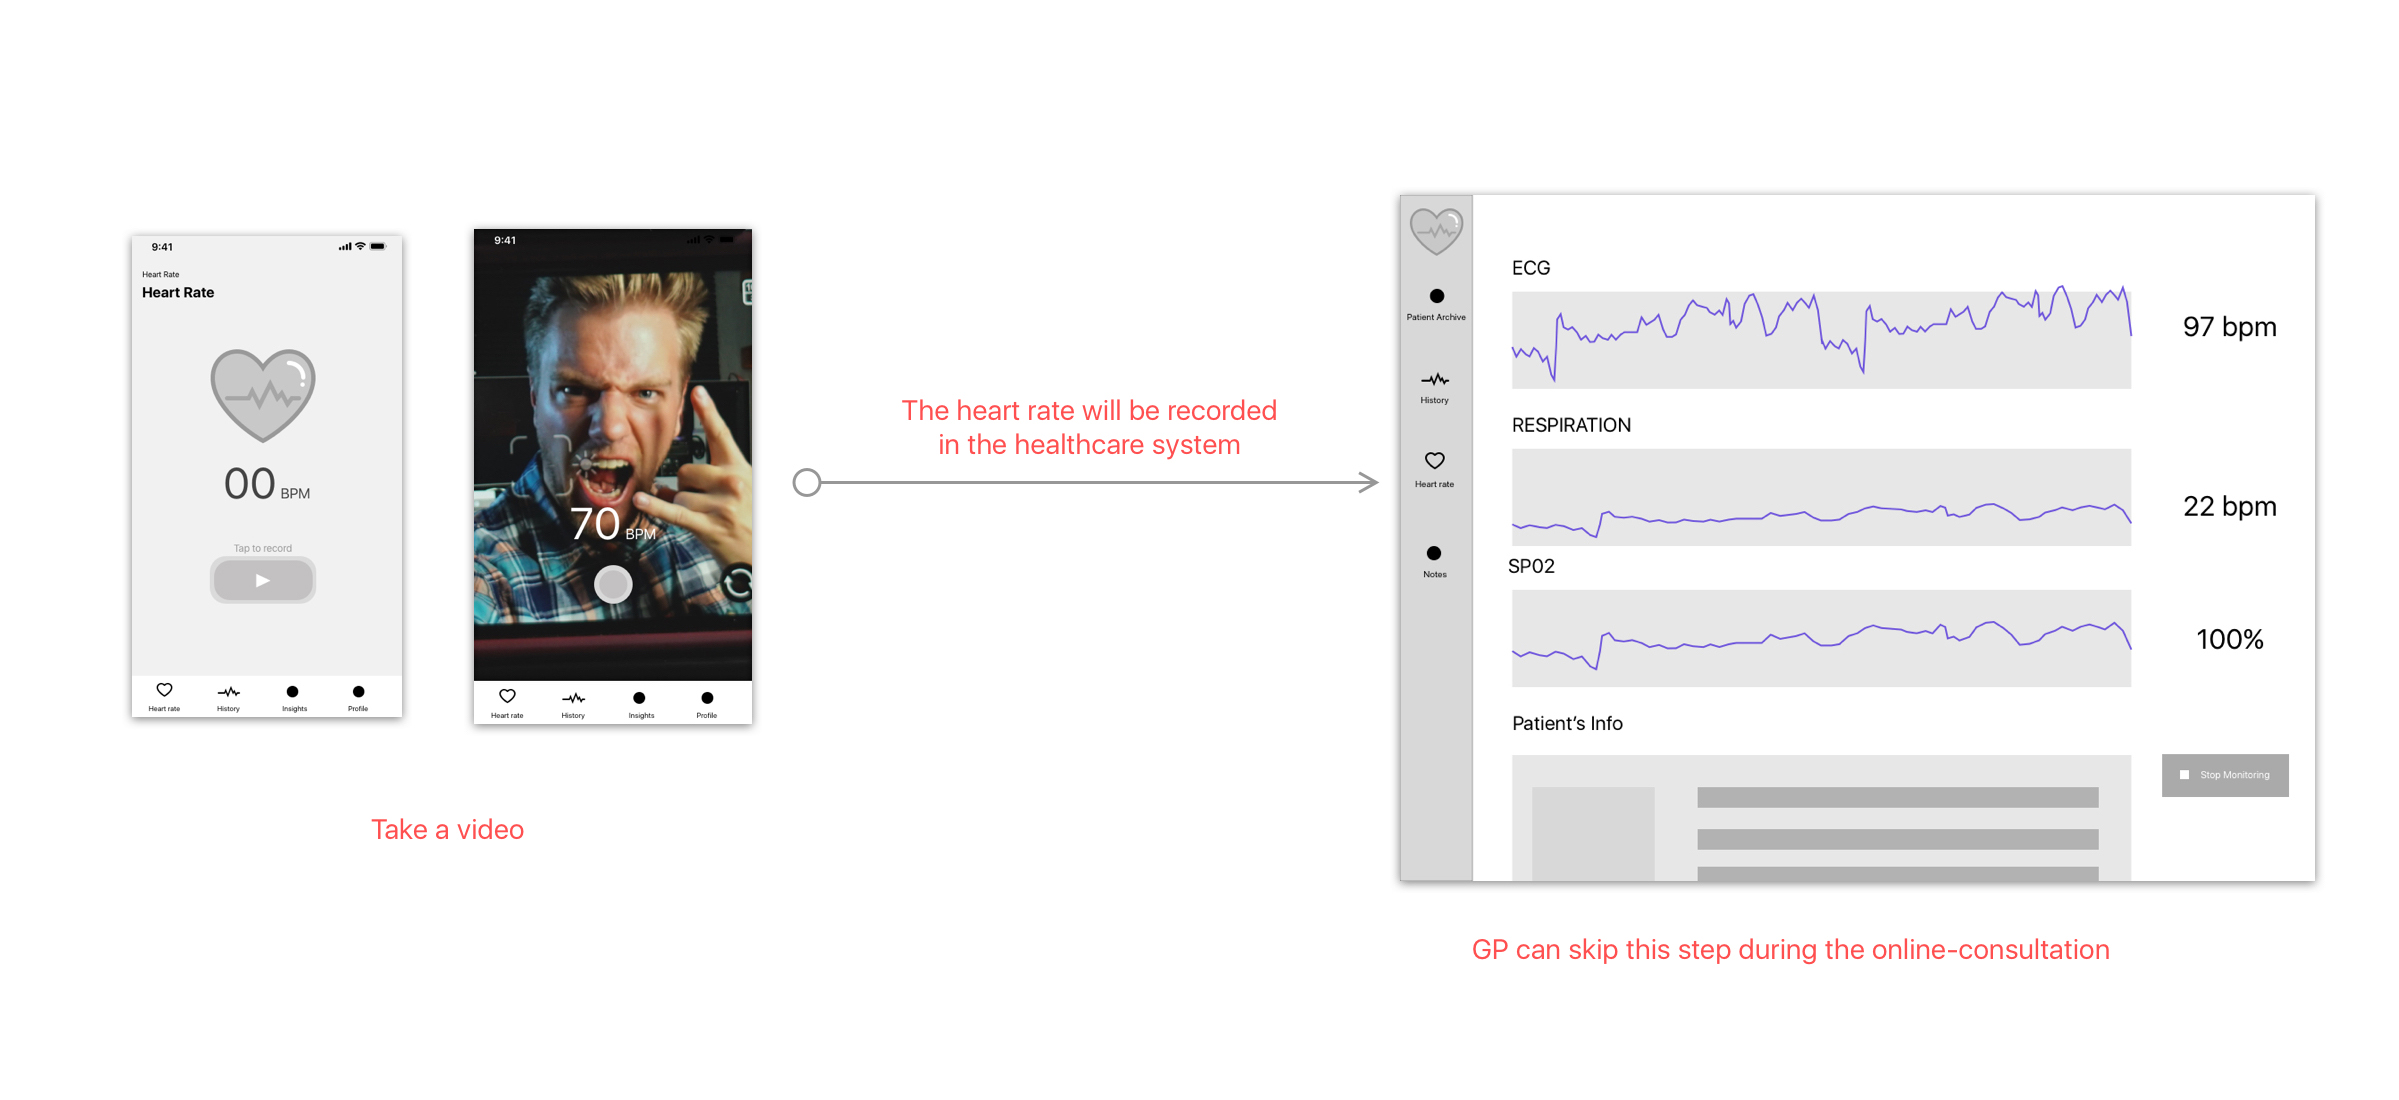 9:41
Heart Rate
Heart Rate
00 BPM
Tap to record
Heart rate
History
Insights
Profile
9:41
70 BPM
Heart rate
History
Insights
Profile
Take a video
The heart rate will be recorded
in the healthcare system
Patient Archive
History
Heart rate
Notes
ECG
97 bpm
RESPIRATION
22 bpm
SP02
100%
Patient’s Info
Stop Monitoring
GP can skip this step during the online-consultation